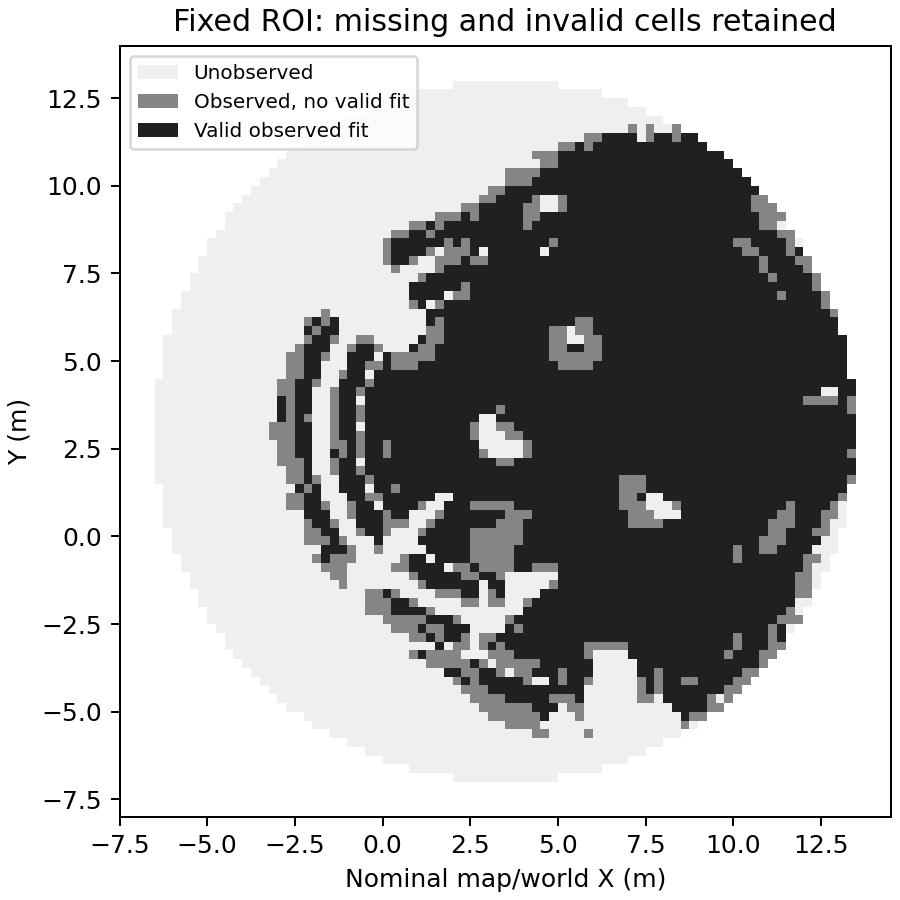 Fixed ROI: missing and invalid cells retained
Unobserved
Observed, no valid fit
Valid observed fit
12.5
10.0
7.5
5.0
2.5
0.0
−2.5
−5.0
−7.5
Y (m)
−7.5 −5.0 −2.5 0.0 2.5 5.0 7.5 10.0 12.5
Nominal map/world X (m)